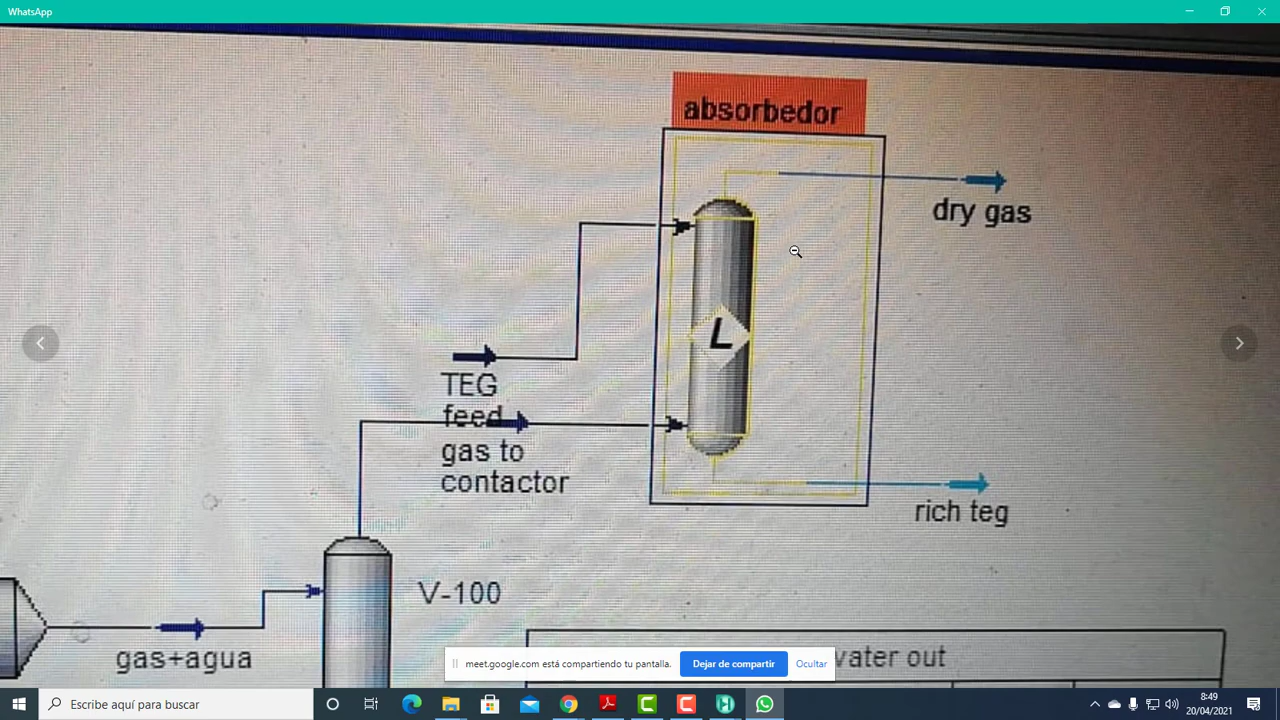 WhatsApp
absorbedor
dry gas
L
TEG
feed
gas to
contactor
rich teg
V-100
gas+agua
water out
meet.google.com está compartiendo tu pantalla.
Dejar de compartir
Ocultar
Escribe aquí para buscar
8:49
20/04/2021